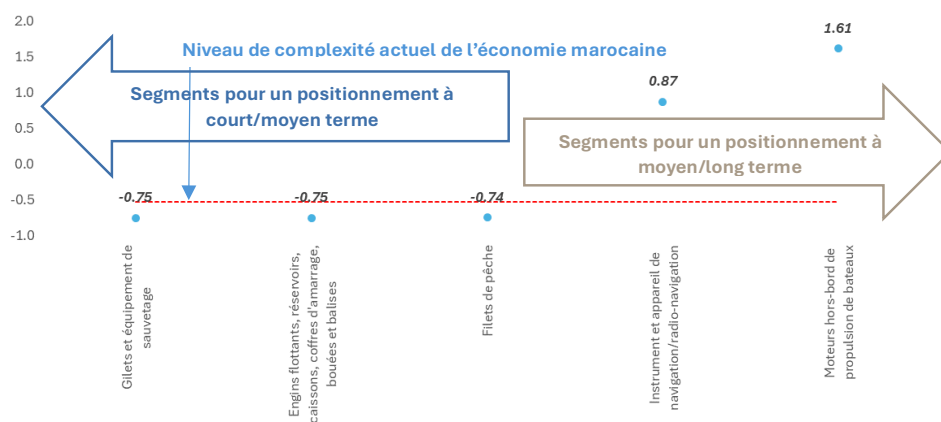 2.0
1.5
1.0
0.5
0.0
-0.5
-1.0
Niveau de complexité actuel de l'économie marocaine
Segments pour un positionnement à
court/moyen terme
Segments pour un positionnement à
moyen/long terme
-0.75
-0.75
-0.74
0.87
1.61
Gilets et équipement de
sauvetage
Engins flottants, réservoirs,
caissons, coffres d'amarrage,
bouées et balises
Filets de pêche
Instrument et appareil de
navigation/radio-navigation
Moteurs hors-bord de
propulsion de bateaux